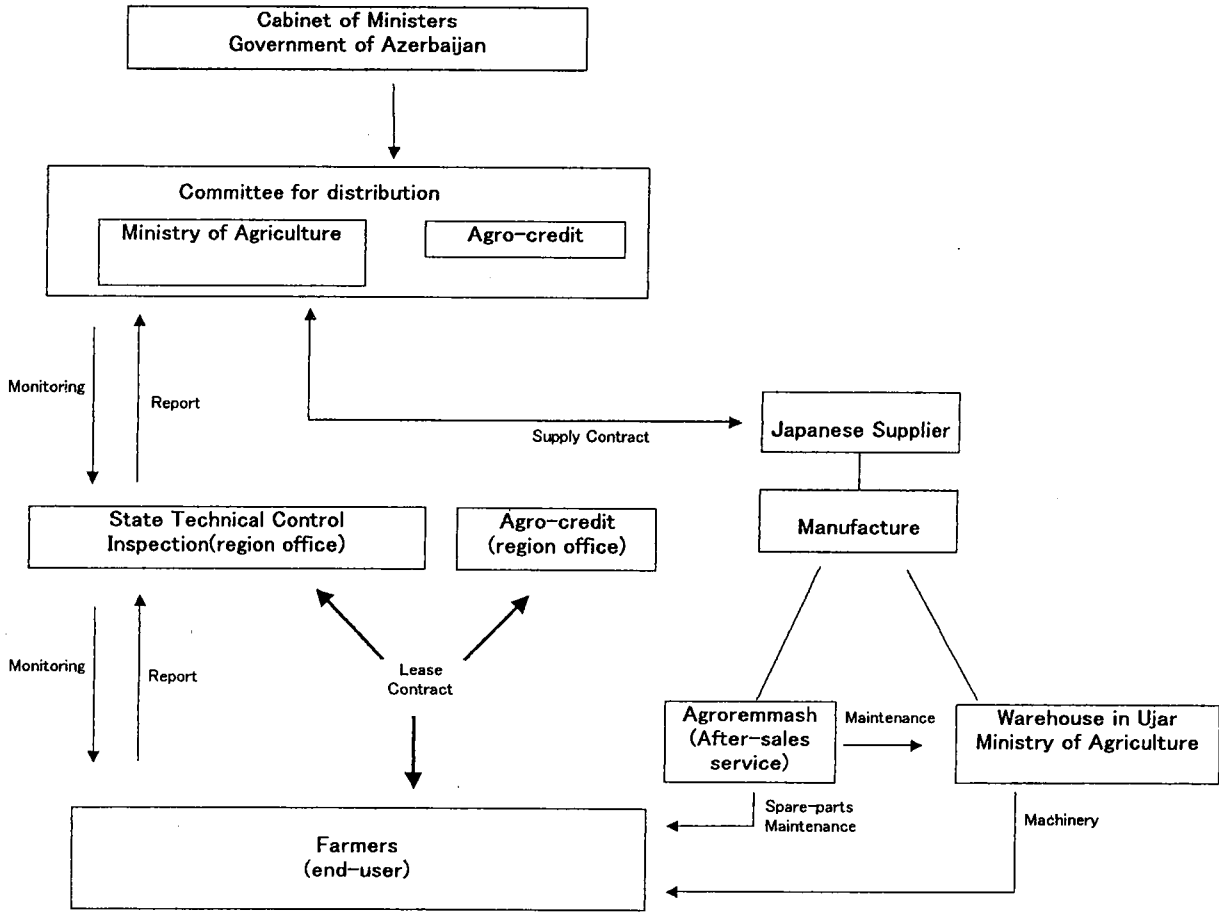 Cabinet of Ministers
Government of Azerbaijan
Committee for distribution
Ministry of Agriculture
Agro-credit
Monitoring
Report
Supply Contract
Japanese Supplier
Manufacture
State Technical Control
Inspection(region office)
Agro-credit
(region office)
Monitoring
Report
Lease
Contract
Agroremmash
(After-sales
service)
Maintenance
Warehouse in Ujar
Ministry of Agriculture
Spare-parts
Maintenance
Machinery
Farmers
(end-user)